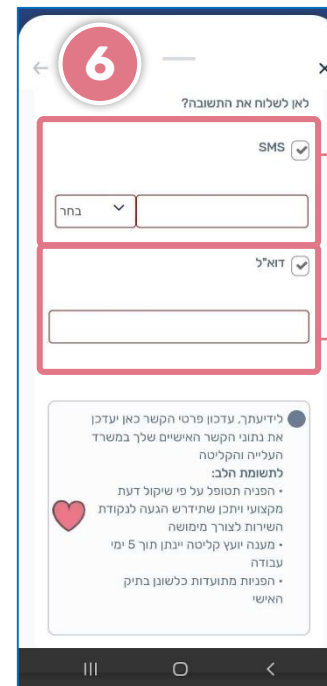 6
לאן לשלוח את התשובה?
SMS
בחר
דוא"ל
לידיעתך, עדכון פרטי הקשר כאן יעדכן
את נתוני הקשר האישיים שלך במשרד
העלייה והקליטה
לתשומת הלב:
• הפניה תטופל על פי שיקול דעת
מקצועי ויתכן שתידרש הגעה לנקודת
השירות לצורך מימושה
• מענה יועץ קליטה יינתן תוך 5 ימי
עבודה
• הפניות מתועדות כלשונן בתיק
האישי